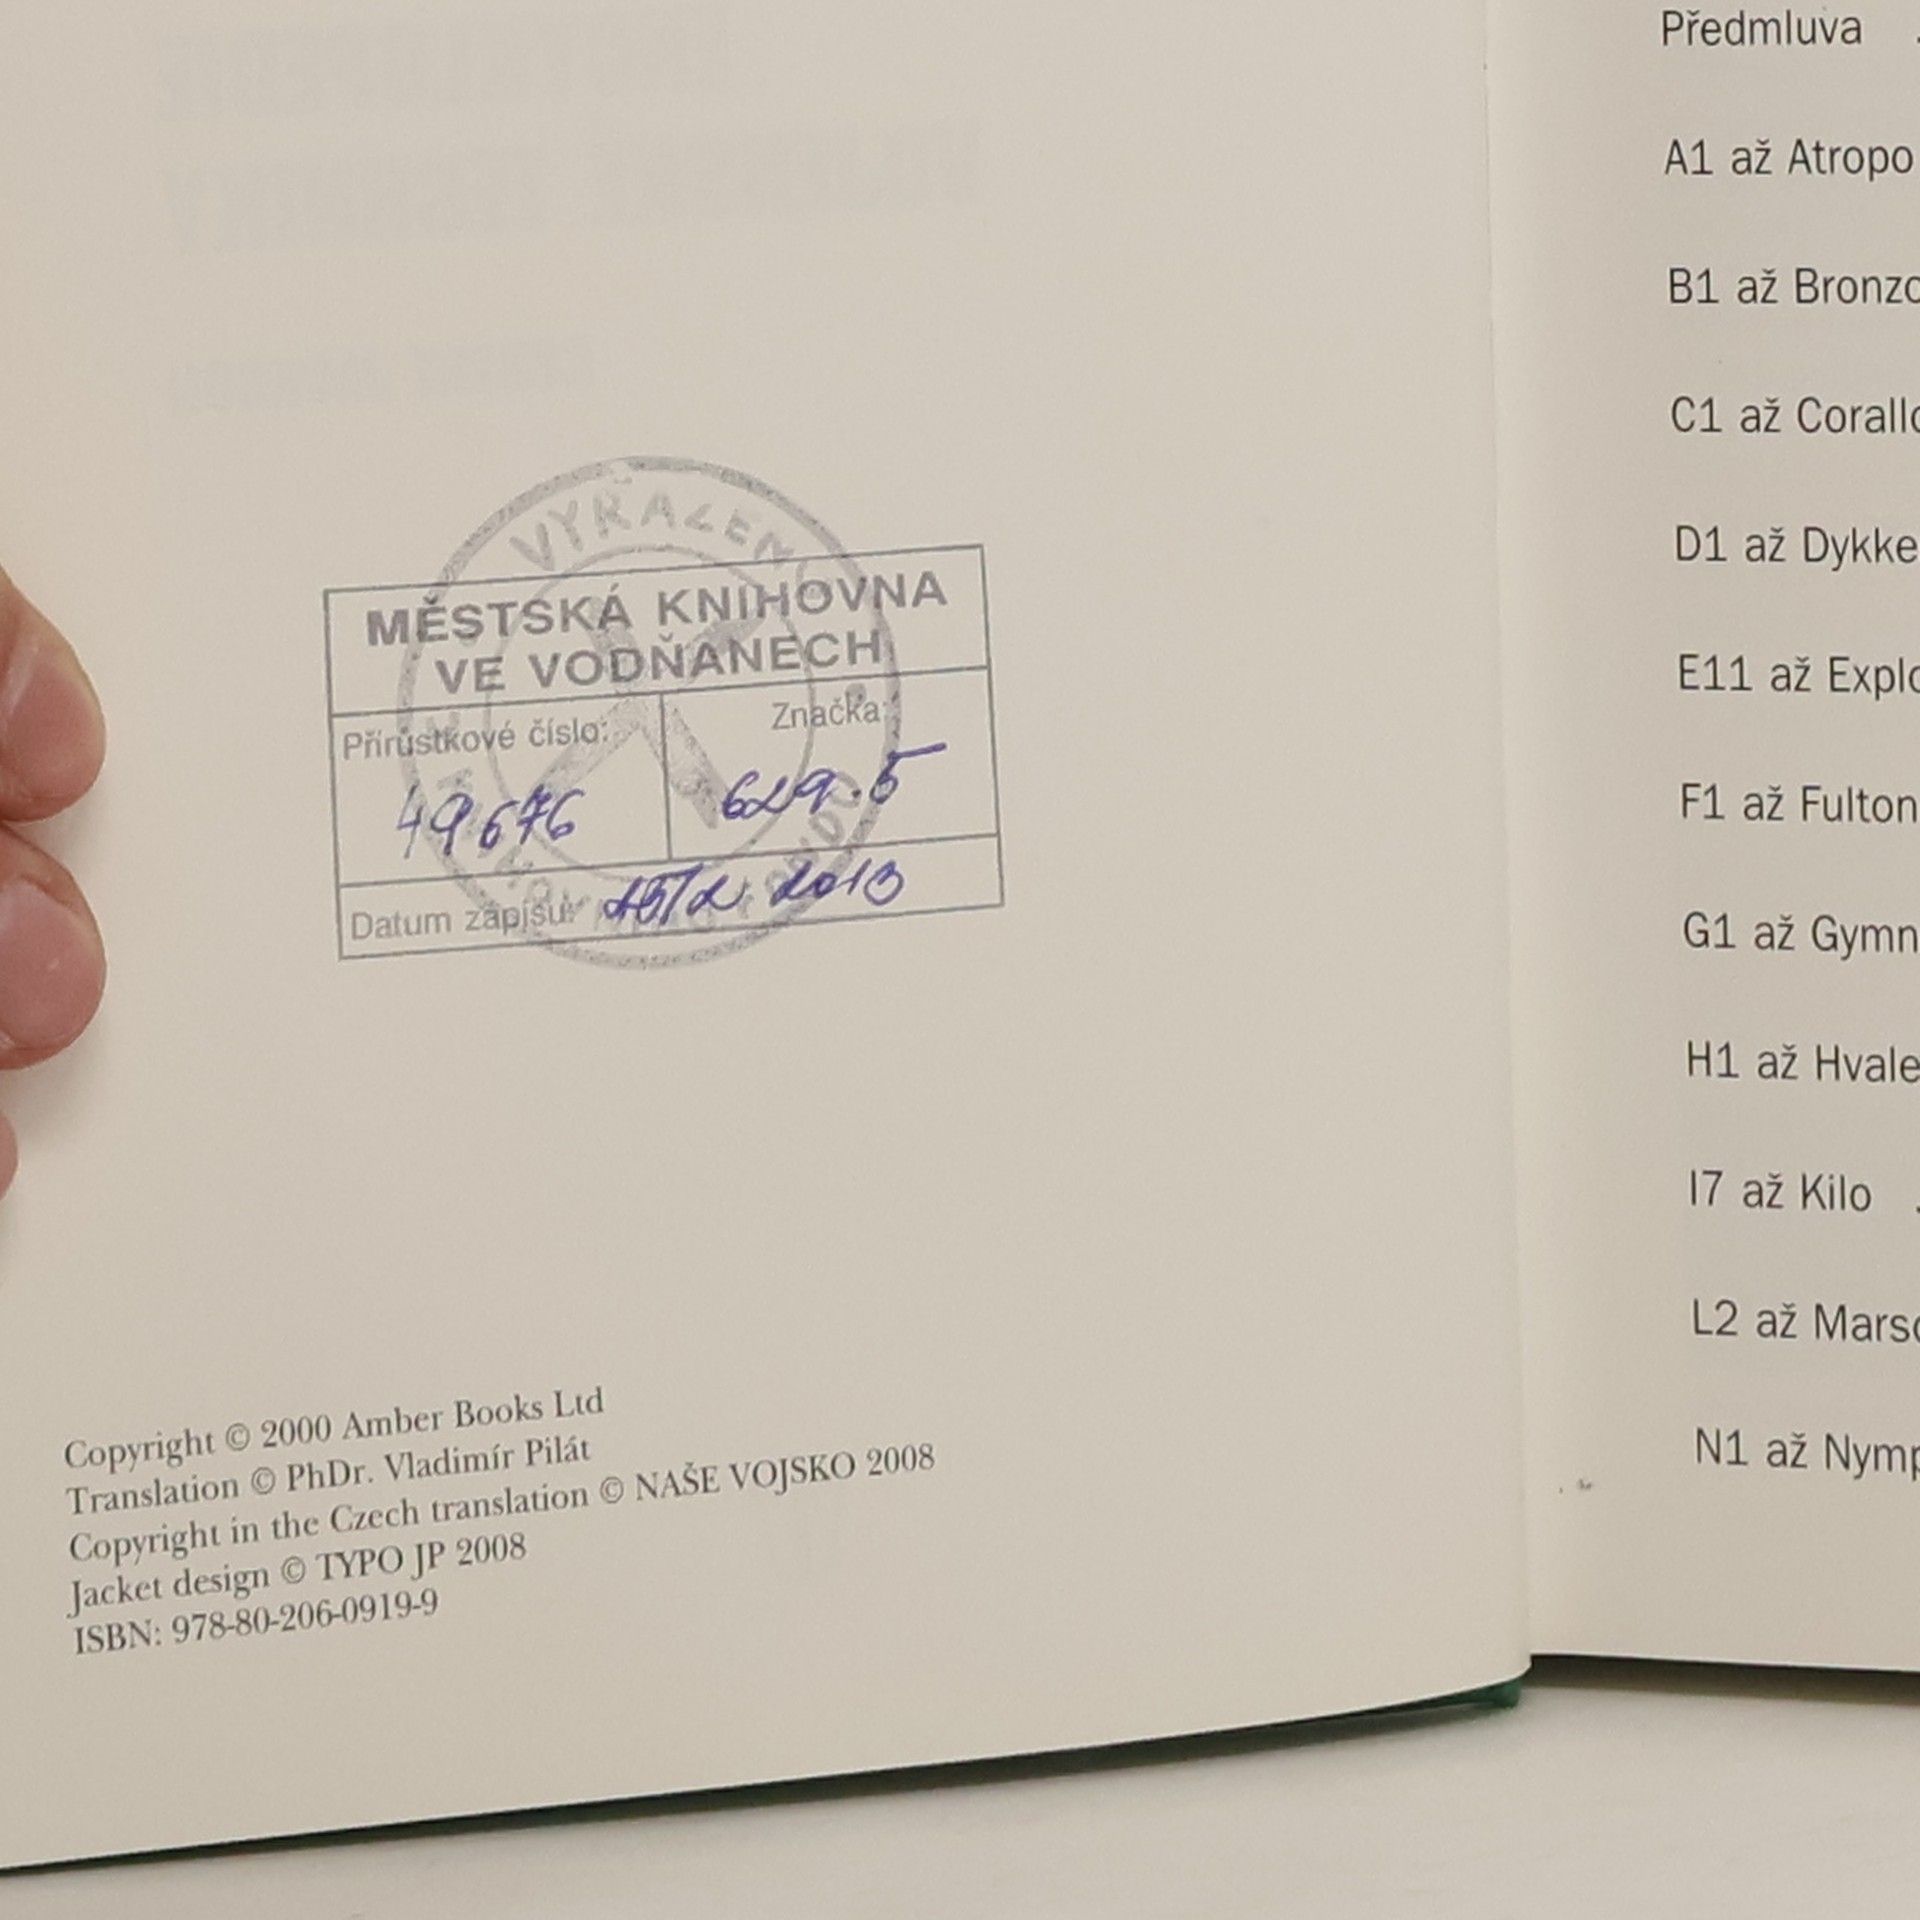 VYŘAZENO
MĚSTSKÁ KNIHOVNA
VE VODŇANECH
Přírůstkové číslo:
49676
Značka:
629.5
Datum zápisu: 15/2 2013
Copyright © 2000 Amber Books Ltd
Translation © PhDr. Vladimír Pilát
Copyright in the Czech translation © NAŠE VOJSKO 2008
Jacket design © TYPO JP 2008
ISBN: 978-80-206-0919-9
Předmluva
A1 až Atropo
B1 až Bronzo
C1 až Corallo
D1 až Dykke
E11 až Explo
F1 až Fulton
G1 až Gymn
H1 až Hvale
I7 až Kilo
L2 až Marso
N1 až Nymp